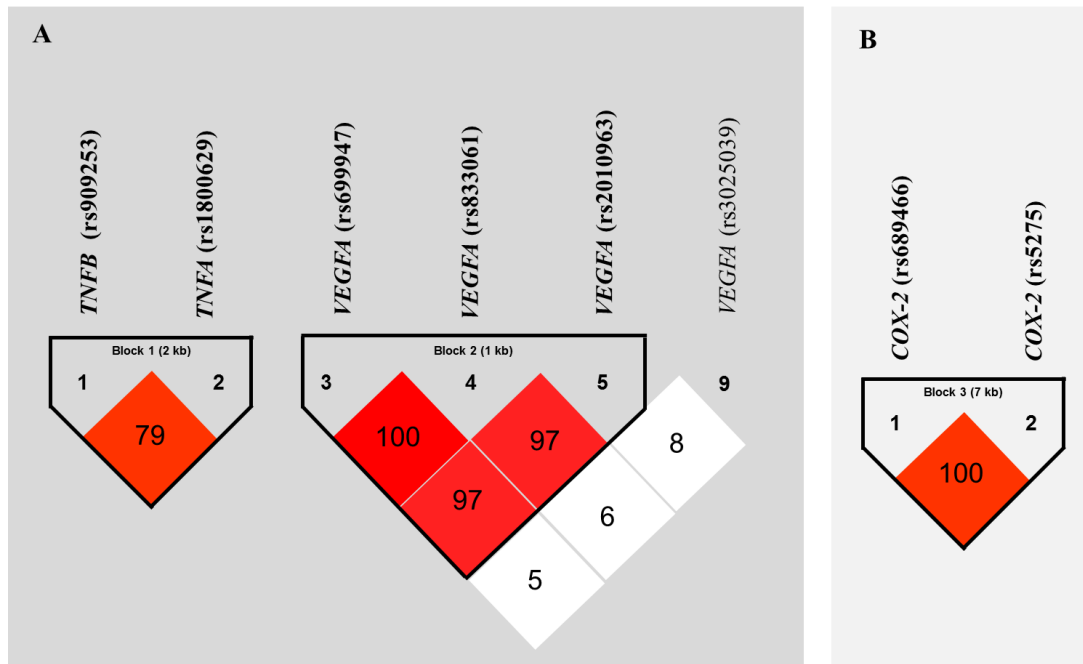 A
B
TNFB (rs909253)
TNFA (rs1800629)
VEGFA (rs699947)
VEGFA (rs833061)
VEGFA (rs2010963)
VEGFA (rs3025039)
COX-2 (rs689466)
COX-2 (rs5275)
Block 1 (2 kb)
1
2
79
Block 2 (1 kb)
3
4
5
9
100
97
8
97
6
5
Block 3 (7 kb)
1
2
100